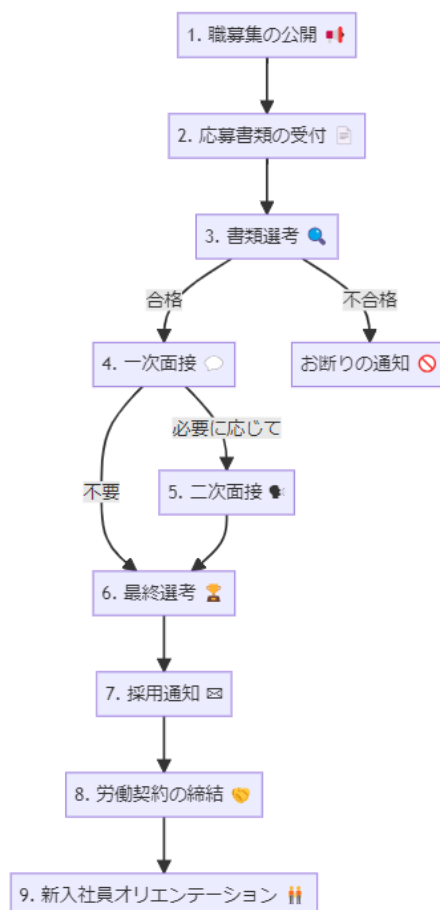 1. 職募集の公開
2. 応募書類の受付
3. 書類選考
合格
不合格
4. 一次面接
お断りの通知
必要に応じて
不要
5. 二次面接
6. 最終選考
7. 採用通知
8. 労働契約の締結
9. 新入社員オリエンテーション